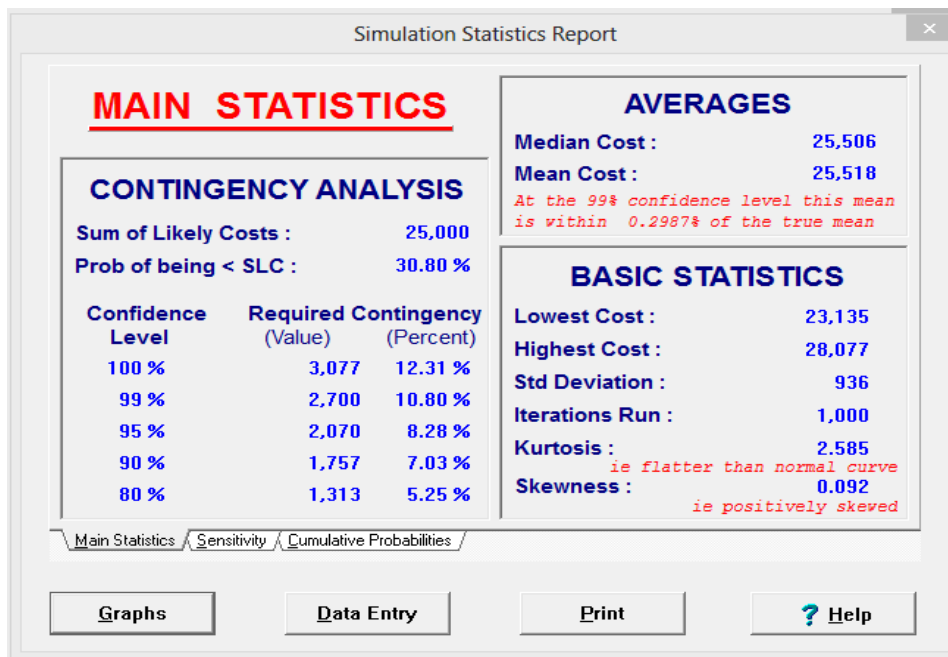 Simulation Statistics Report
MAIN STATISTICS
CONTINGENCY ANALYSIS
Sum of Likely Costs : 25,000
Prob of being < SLC : 30.80 %
Confidence Required Contingency
Level (Value) (Percent)
100 % 3,077 12.31 %
99 % 2,700 10.80 %
95 % 2,070 8.28 %
90 % 1,757 7.03 %
80 % 1,313 5.25 %
AVERAGES
Median Cost : 25,506
Mean Cost : 25,518
At the 99% confidence level this mean
is within 0.2987% of the true mean
BASIC STATISTICS
Lowest Cost : 23,135
Highest Cost : 28,077
Std Deviation : 936
Iterations Run : 1,000
Kurtosis : 2.585
ie flatter than normal curve
Skewness : 0.092
ie positively skewed
Main Statistics Sensitivity Cumulative Probabilities
Graphs Data Entry Print ? Help